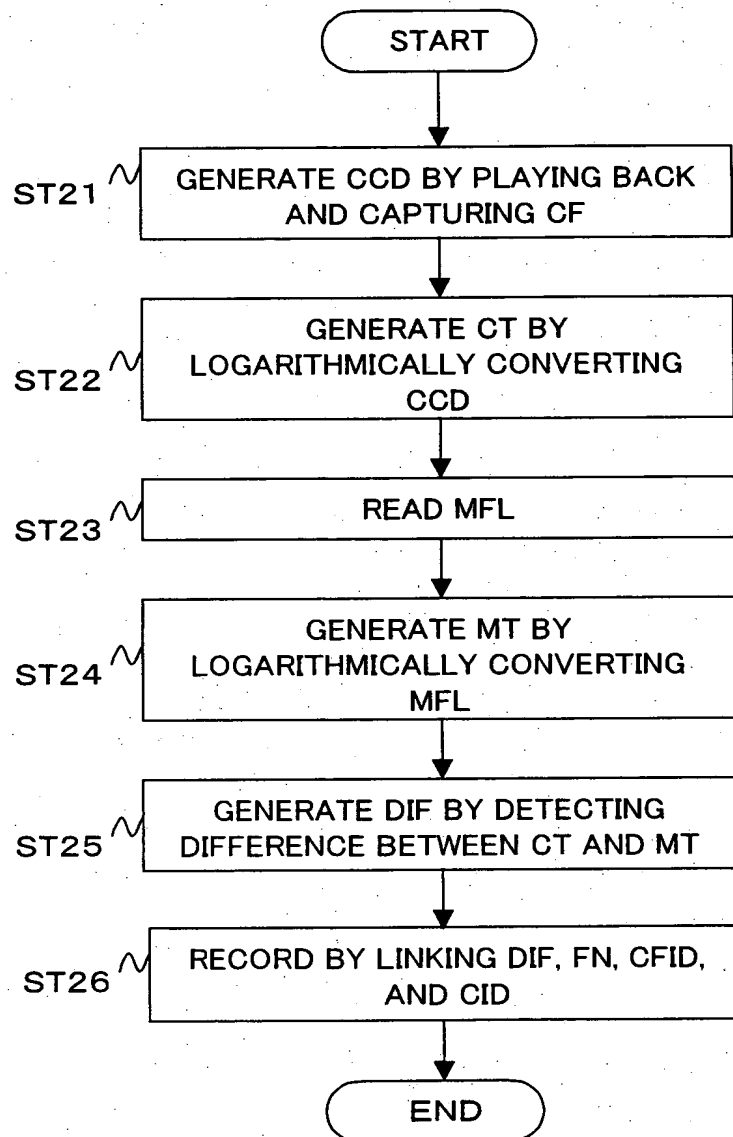 START
ST21
GENERATE CCD BY PLAYING BACK
AND CAPTURING CF
ST22
GENERATE CT BY
LOGARITHMICALLY CONVERTING
CCD
ST23
READ MFL
ST24
GENERATE MT BY
LOGARITHMICALLY CONVERTING
MFL
ST25
GENERATE DIF BY DETECTING
DIFFERENCE BETWEEN CT AND MT
ST26
RECORD BY LINKING DIF, FN, CFID,
AND CID
END